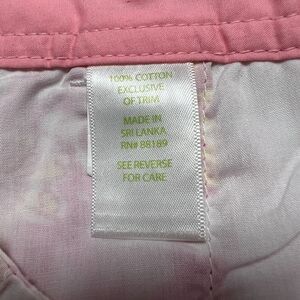 100% COTTON
EXCLUSIVE
OF TRIM
MADE IN
SRI LANKA
RN# 88189
SEE REVERSE
FOR CARE